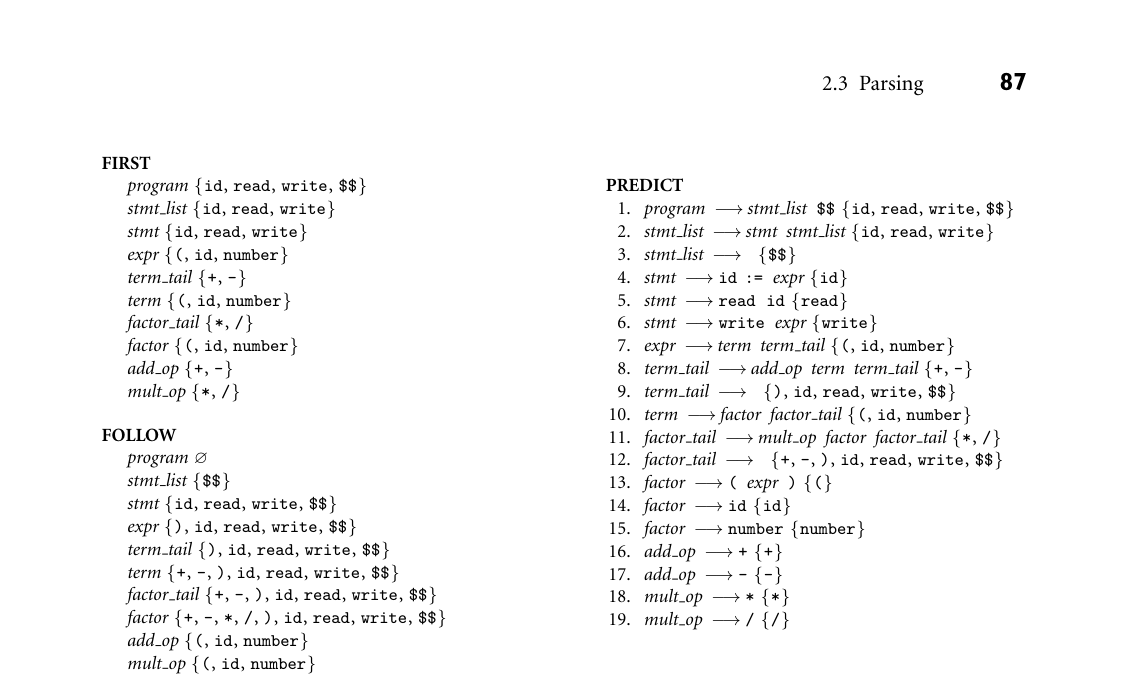 2.3 Parsing 87
FIRST
program {id, read, write, $$}
stmt_list {id, read, write}
stmt {id, read, write}
expr {(, id, number}
term_tail {+, -}
term {(, id, number}
factor_tail {*, /}
factor {(, id, number}
add_op {+, -}
mult_op {*, /}
FOLLOW
program ∅
stmt_list {$$}
stmt {id, read, write, $$}
expr {), id, read, write, $$}
term_tail {), id, read, write, $$}
term {+, -, ), id, read, write, $$}
factor_tail {+, -, ), id, read, write, $$}
factor {+, -, *, /, ), id, read, write, $$}
add_op {(, id, number}
mult_op {(, id, number}
PREDICT
1. program ⟶ stmt_list $$ {id, read, write, $$}
2. stmt_list ⟶ stmt stmt_list {id, read, write}
3. stmt_list ⟶ {$$}
4. stmt ⟶ id := expr {id}
5. stmt ⟶ read id {read}
6. stmt ⟶ write expr {write}
7. expr ⟶ term term_tail {(, id, number}
8. term_tail ⟶ add_op term term_tail {+, -}
9. term_tail ⟶ {), id, read, write, $$}
10. term ⟶ factor factor_tail {(, id, number}
11. factor_tail ⟶ mult_op factor factor_tail {*, /}
12. factor_tail ⟶ {+, -, ), id, read, write, $$}
13. factor ⟶ ( expr ) {(}
14. factor ⟶ id {id}
15. factor ⟶ number {number}
16. add_op ⟶ + {+}
17. add_op ⟶ - {-}
18. mult_op ⟶ * {*}
19. mult_op ⟶ / {/}